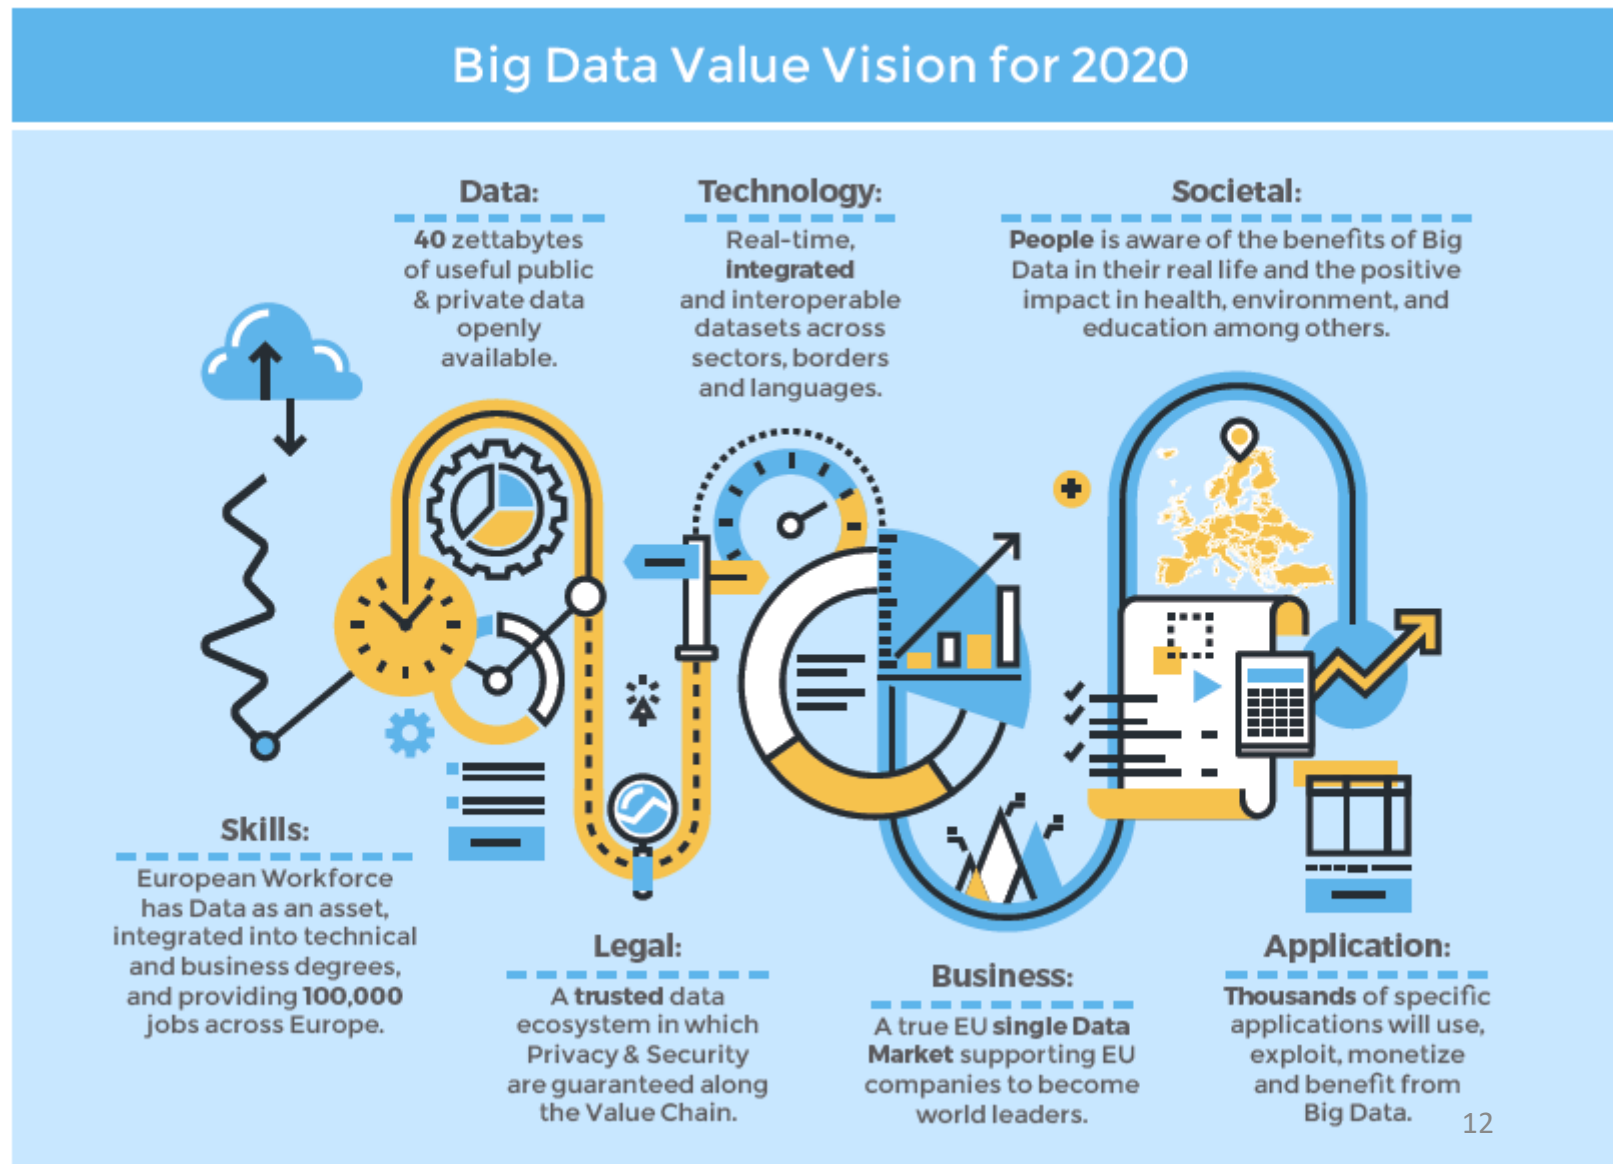 Big Data Value Vision for 2020
Data:
40 zettabytes
of useful public
& private data
openly
available.
Technology:
Real-time,
integrated
and interoperable
datasets across
sectors, borders
and languages.
Societal:
People is aware of the benefits of Big
Data in their real life and the positive
impact in health, environment, and
education among others.
Skills:
European Workforce
has Data as an asset,
integrated into technical
and business degrees,
and providing 100,000
jobs across Europe.
Legal:
A trusted data
ecosystem in which
Privacy & Security
are guaranteed along
the Value Chain.
Business:
A true EU single Data
Market supporting EU
companies to become
world leaders.
Application:
Thousands of specific
applications will use,
exploit, monetize
and benefit from
Big Data.
12